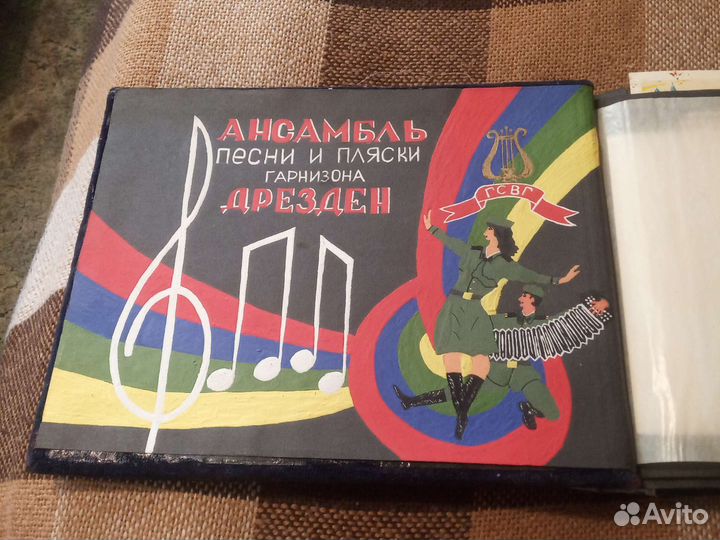 АНСАМБЛЬ
ПЕСНИ И ПЛЯСКИ
ГАРНИЗОНА
ДРЕЗДЕН
ГСВГ
Avito